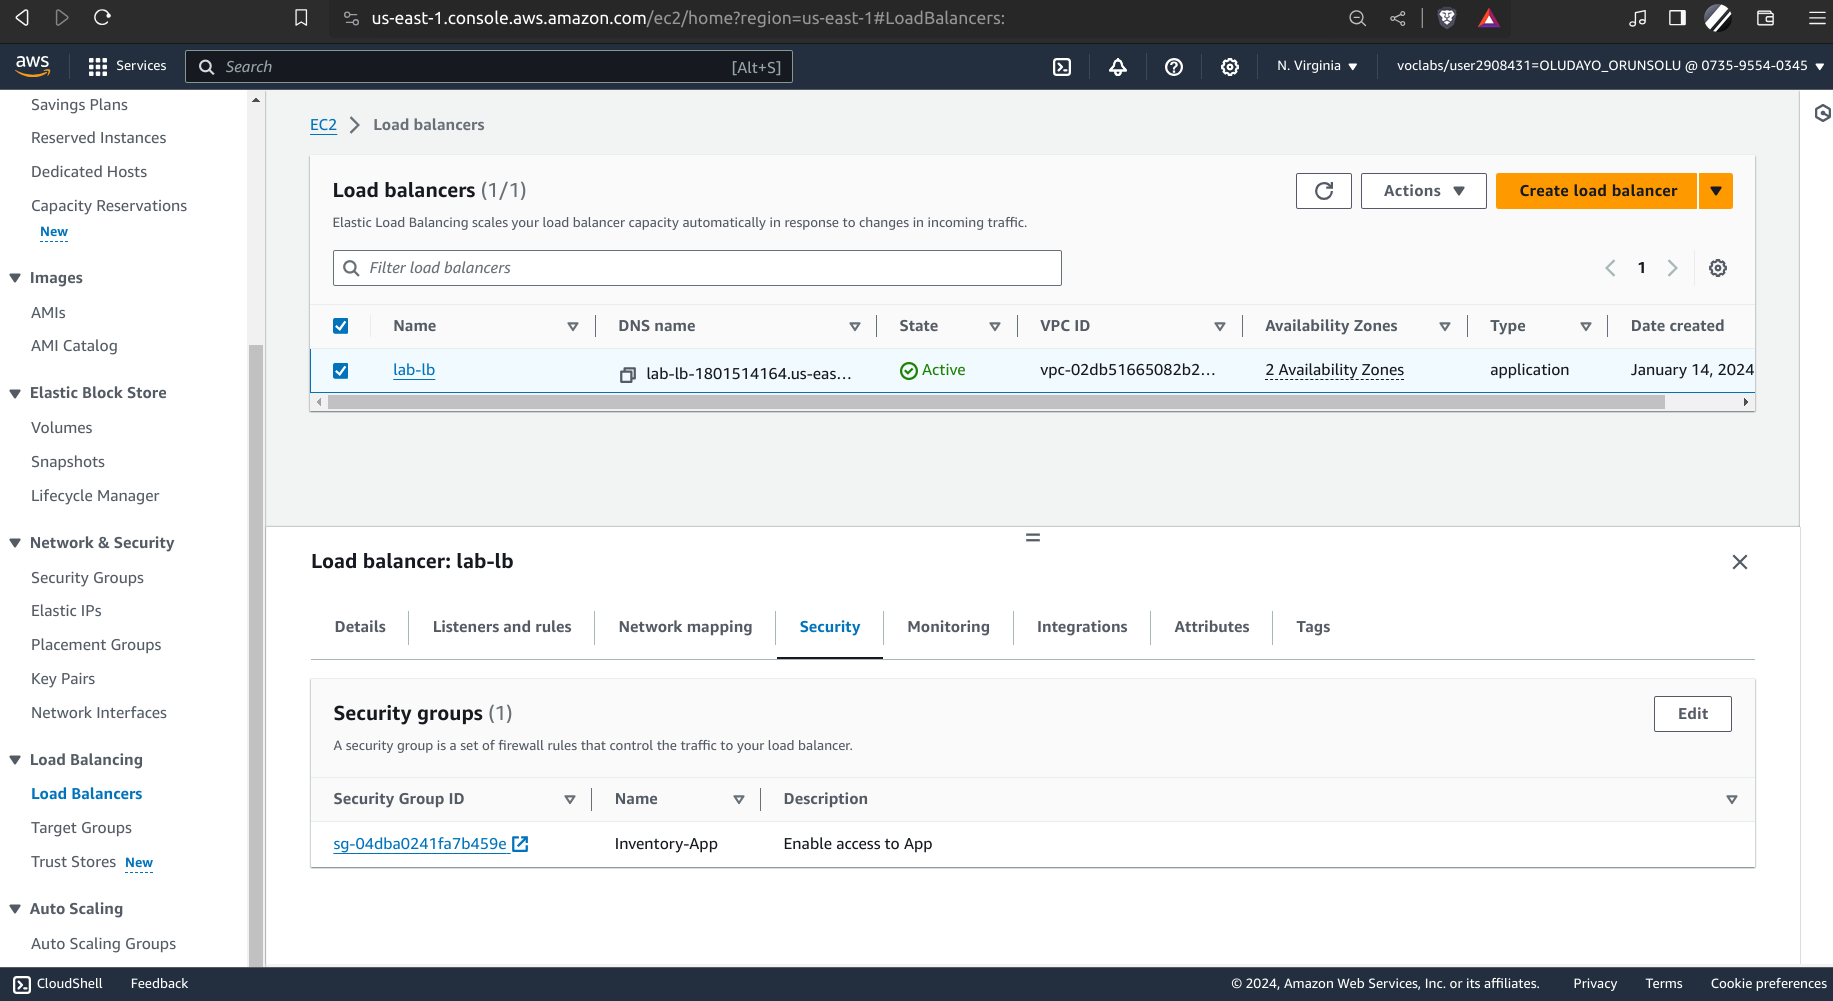 us-east-1.console.aws.amazon.com/ec2/home?region=us-east-1#LoadBalancers:
aws
Services
Search
[Alt+S]
N. Virginia
voclabs/user2908431=OLUDAYO_ORUNSOLU @ 0735-9554-0345
Savings Plans
Reserved Instances
Dedicated Hosts
Capacity Reservations
New
Images
AMIs
AMI Catalog
Elastic Block Store
Volumes
Snapshots
Lifecycle Manager
Network & Security
Security Groups
Elastic IPs
Placement Groups
Key Pairs
Network Interfaces
Load Balancing
Load Balancers
Target Groups
Trust Stores New
Auto Scaling
Auto Scaling Groups
EC2 Load balancers
Load balancers (1/1)
Actions
Create load balancer
Elastic Load Balancing scales your load balancer capacity automatically in response to changes in incoming traffic.
Filter load balancers
1
Name DNS name State VPC ID Availability Zones Type Date created
lab-lb lab-lb-1801514164.us-eas... Active vpc-02db51665082b2... 2 Availability Zones application January 14, 2024
Load balancer: lab-lb
Details Listeners and rules Network mapping Security Monitoring Integrations Attributes Tags
Security groups (1)
Edit
A security group is a set of firewall rules that control the traffic to your load balancer.
Security Group ID Name Description
sg-04dba0241fa7b459e Inventory-App Enable access to App
CloudShell Feedback © 2024, Amazon Web Services, Inc. or its affiliates. Privacy Terms Cookie preferences